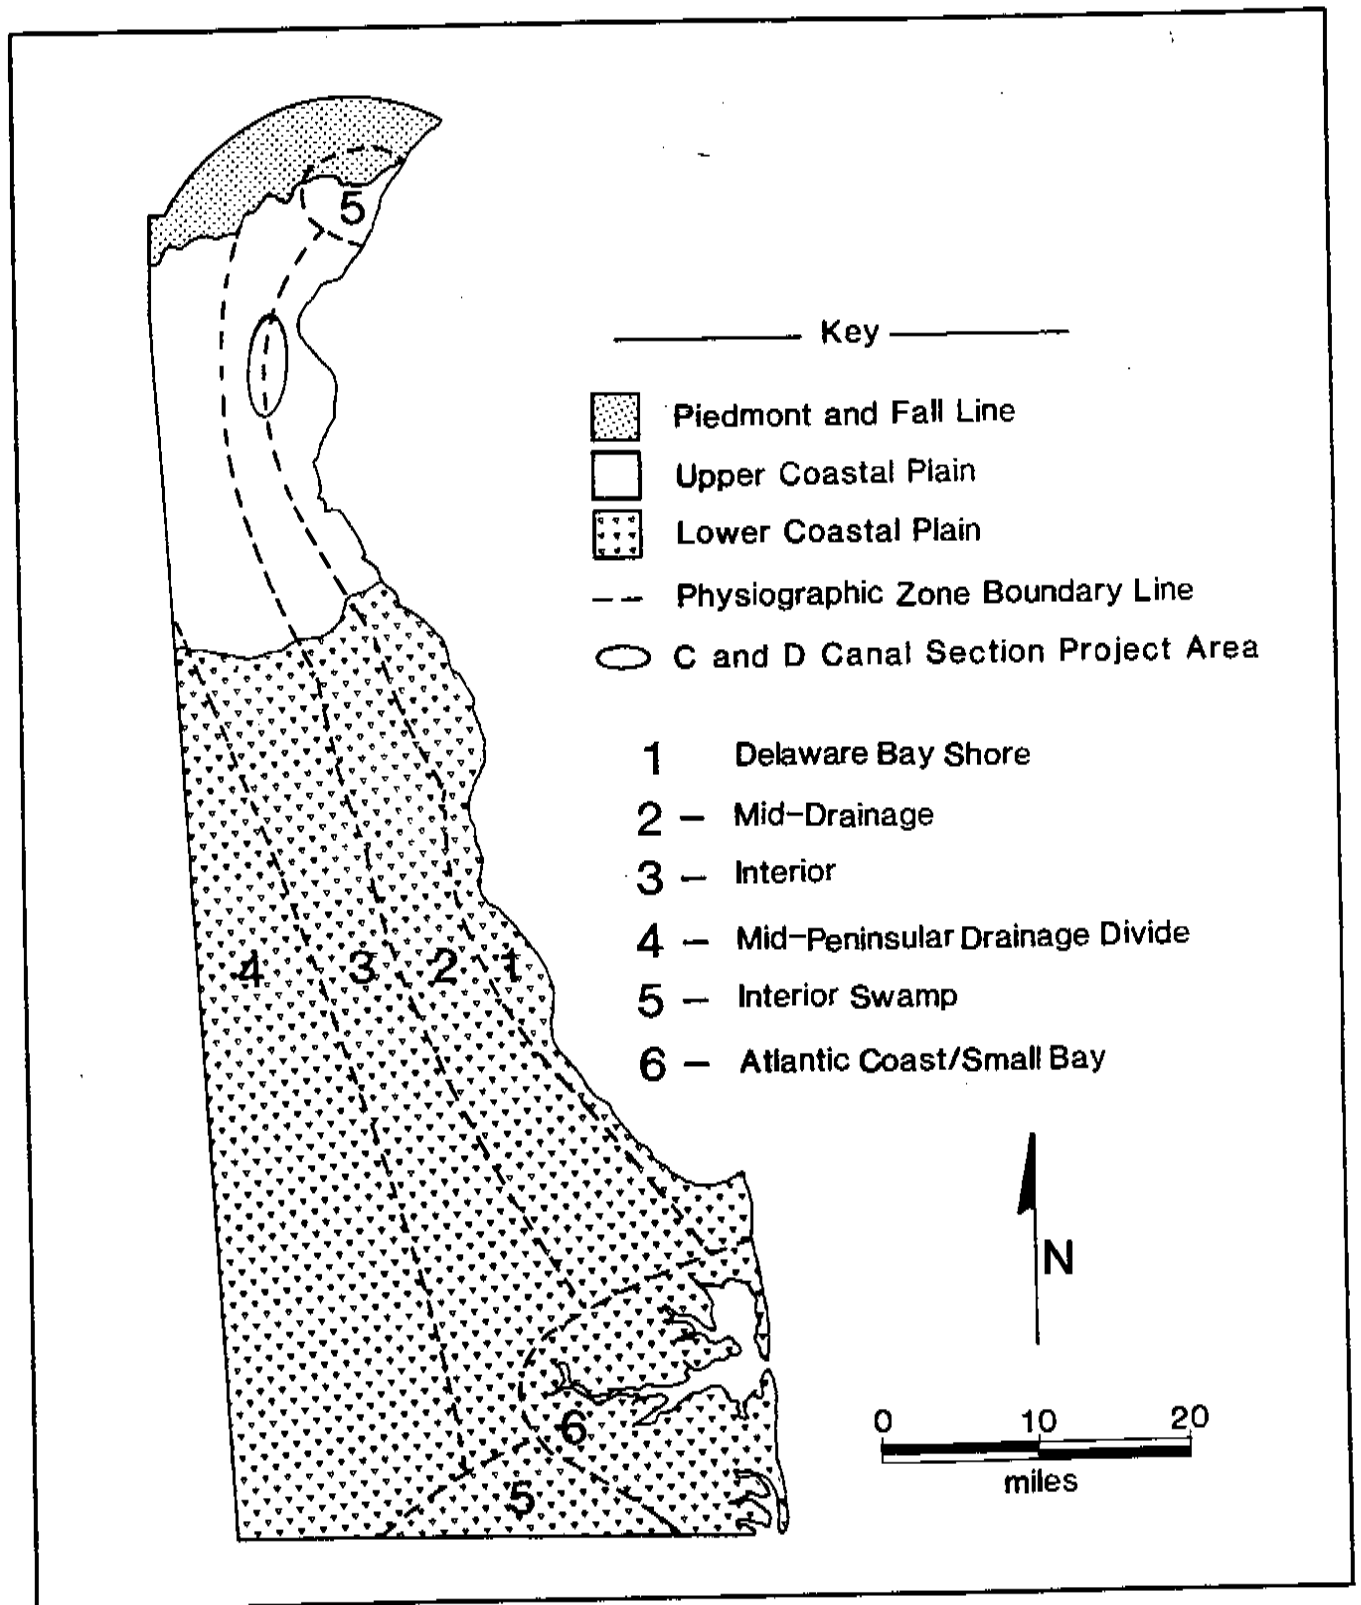 5
Key
Piedmont and Fall Line
Upper Coastal Plain
Lower Coastal Plain
Physiographic Zone Boundary Line
C and D Canal Section Project Area
1 Delaware Bay Shore
2 – Mid-Drainage
3 – Interior
4 – Mid-Peninsular Drainage Divide
5 – Interior Swamp
6 – Atlantic Coast/Small Bay
4 3 2 1
N
6
5
0 10 20
miles